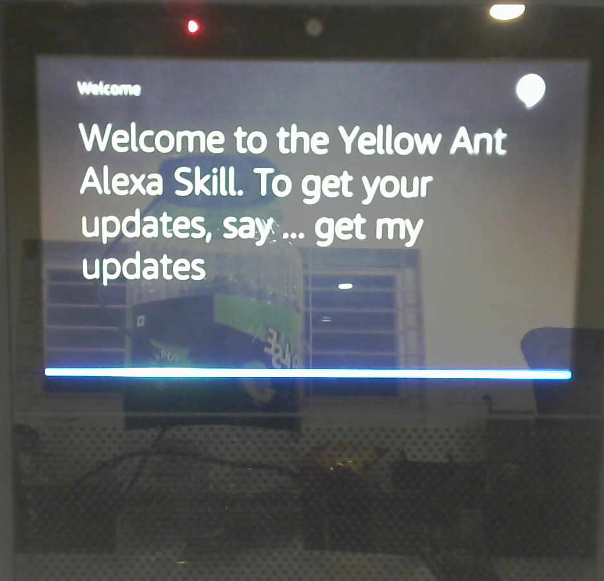 Welcome
Welcome to the Yellow Ant
Alexa Skill. To get your
updates, say ... get my
updates